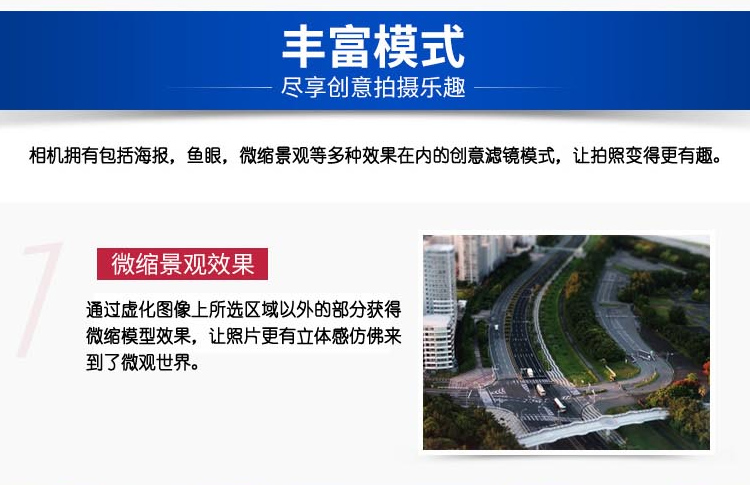 丰富模式
尽享创意拍摄乐趣
相机拥有包括海报，鱼眼，微缩景观等多种效果在内的创意滤镜模式，让拍照变得更有趣。
1
微缩景观效果
通过虚化图像上所选区域以外的部分获得
微缩模型效果，让照片更有立体感仿佛来
到了微观世界。